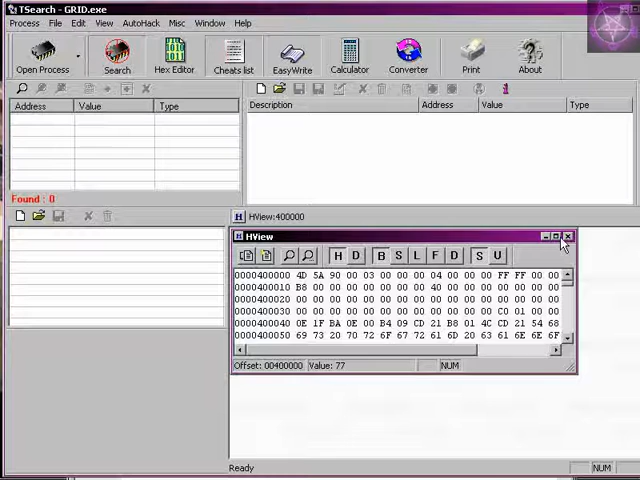 TSearch - GRID.exe
Process File Edit View AutoHack Misc Window Help
Open Process Search Hex Editor Cheats list EasyWrite Calculator Converter Print About
Address Value Type
Description Address Value Type
Found : 0
HView:400000
HView
H D B S L F D S U
0000400000 4D 5A 90 00 03 00 00 00 04 00 00 00 FF FF 00 00
0000400010 B8 00 00 00 00 00 00 00 40 00 00 00 00 00 00 00
0000400020 00 00 00 00 00 00 00 00 00 00 00 00 00 00 00 00
0000400030 00 00 00 00 00 00 00 00 00 00 00 00 C0 01 00 00
0000400040 0E 1F BA 0E 00 B4 09 CD 21 B8 01 4C CD 21 54 68
0000400050 69 73 20 70 72 6F 67 72 61 6D 20 63 61 6E 6E 6F
Offset: 00400000 Value: 77 NUM
Ready NUM